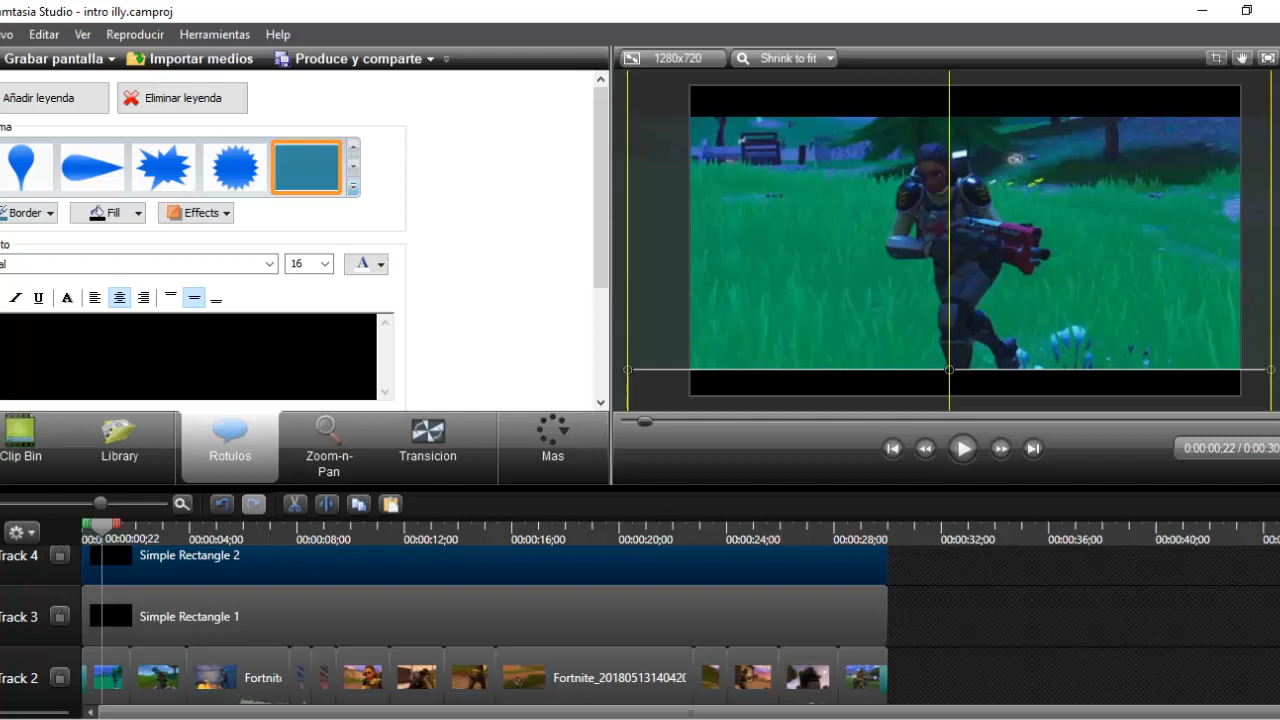 mtasia Studio - intro illy.camproj
vo Editar Ver Reproducir Herramientas Help
Grabar pantalla Importar medios Produce y comparte
1280x720 Shrink to fit
Añadir leyenda Eliminar leyenda
ma
Border Fill Effects
to
al 16 A
U A
Clip Bin Library Rotulos Zoom-n-Pan Transicion Mas
0:00:00;22 / 0:00:30
00:00:00;22 00:00:04;00 00:00:08;00 00:00:12;00 00:00:16;00 00:00:20;00 00:00:24;00 00:00:28;00 00:00:32;00 00:00:36;00 00:00:40;00
Track 4 Simple Rectangle 2
Track 3 Simple Rectangle 1
Track 2 Fortnit Fortnite_20180513140420